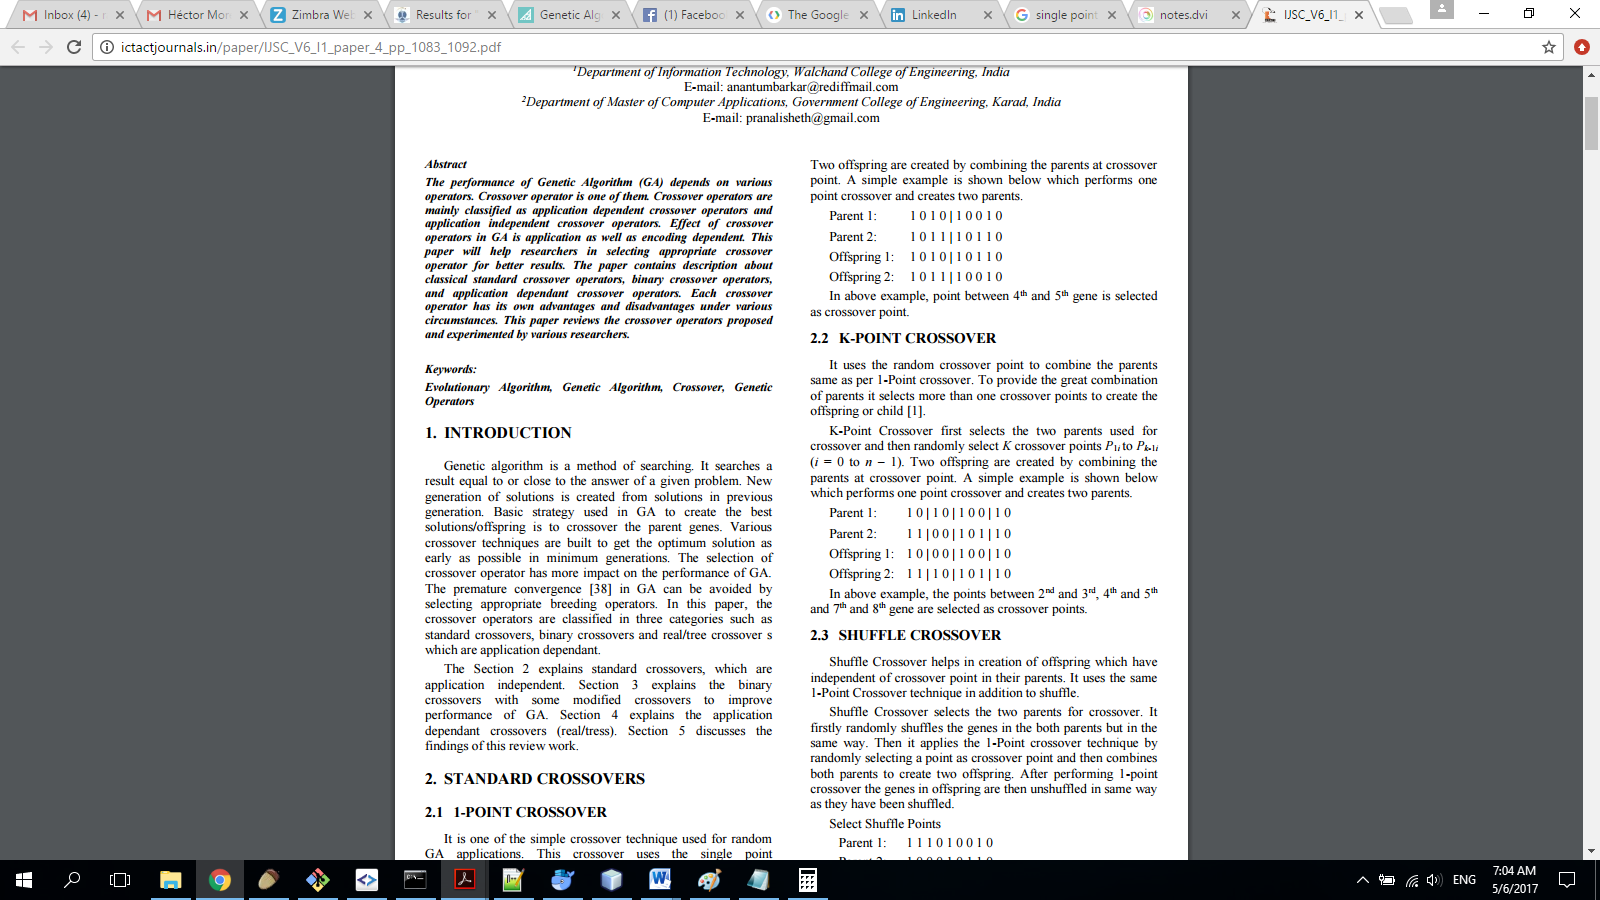 Inbox (4) - r
Héctor Mor
Zimbra Web
Results for
Genetic Alg
(1) Faceboo
The Google
LinkedIn
single point
notes.dvi
IJSC_V6_I1_
ictactjournals.in/paper/IJSC_V6_I1_paper_4_pp_1083_1092.pdf
¹Department of Information Technology, Walchand College of Engineering, India
E-mail: anantumbarkar@rediffmail.com
²Department of Master of Computer Applications, Government College of Engineering, Karad, India
E-mail: pranalisheth@gmail.com
Abstract
The performance of Genetic Algorithm (GA) depends on various
operators. Crossover operator is one of them. Crossover operators are
mainly classified as application dependent crossover operators and
application independent crossover operators. Effect of crossover
operators in GA is application as well as encoding dependent. This
paper will help researchers in selecting appropriate crossover
operator for better results. The paper contains description about
classical standard crossover operators, binary crossover operators,
and application dependant crossover operators. Each crossover
operator has its own advantages and disadvantages under various
circumstances. This paper reviews the crossover operators proposed
and experimented by various researchers.
Keywords:
Evolutionary Algorithm, Genetic Algorithm, Crossover, Genetic
Operators
1. INTRODUCTION
Genetic algorithm is a method of searching. It searches a
result equal to or close to the answer of a given problem. New
generation of solutions is created from solutions in previous
generation. Basic strategy used in GA to create the best
solutions/offspring is to crossover the parent genes. Various
crossover techniques are built to get the optimum solution as
early as possible in minimum generations. The selection of
crossover operator has more impact on the performance of GA.
The premature convergence [38] in GA can be avoided by
selecting appropriate breeding operators. In this paper, the
crossover operators are classified in three categories such as
standard crossovers, binary crossovers and real/tree crossover s
which are application dependant.
The Section 2 explains standard crossovers, which are
application independent. Section 3 explains the binary
crossovers with some modified crossovers to improve
performance of GA. Section 4 explains the application
dependant crossovers (real/tress). Section 5 discusses the
findings of this review work.
2. STANDARD CROSSOVERS
2.1 1-POINT CROSSOVER
It is one of the simple crossover technique used for random
GA applications. This crossover uses the single point
Two offspring are created by combining the parents at crossover
point. A simple example is shown below which performs one
point crossover and creates two parents.
Parent 1: 1 0 1 0 | 1 0 0 1 0
Parent 2: 1 0 1 1 | 1 0 1 1 0
Offspring 1: 1 0 1 0 | 1 0 1 1 0
Offspring 2: 1 0 1 1 | 1 0 0 1 0
In above example, point between 4th and 5th gene is selected
as crossover point.
2.2 K-POINT CROSSOVER
It uses the random crossover point to combine the parents
same as per 1-Point crossover. To provide the great combination
of parents it selects more than one crossover points to create the
offspring or child [1].
K-Point Crossover first selects the two parents used for
crossover and then randomly select K crossover points P1i to Pk-1i
(i = 0 to n − 1). Two offspring are created by combining the
parents at crossover point. A simple example is shown below
which performs one point crossover and creates two parents.
Parent 1: 1 0 | 1 0 | 1 0 0 | 1 0
Parent 2: 1 1 | 0 0 | 1 0 1 | 1 0
Offspring 1: 1 0 | 0 0 | 1 0 0 | 1 0
Offspring 2: 1 1 | 1 0 | 1 0 1 | 1 0
In above example, the points between 2nd and 3rd, 4th and 5th
and 7th and 8th gene are selected as crossover points.
2.3 SHUFFLE CROSSOVER
Shuffle Crossover helps in creation of offspring which have
independent of crossover point in their parents. It uses the same
1-Point Crossover technique in addition to shuffle.
Shuffle Crossover selects the two parents for crossover. It
firstly randomly shuffles the genes in the both parents but in the
same way. Then it applies the 1-Point crossover technique by
randomly selecting a point as crossover point and then combines
both parents to create two offspring. After performing 1-point
crossover the genes in offspring are then unshuffled in same way
as they have been shuffled.
Select Shuffle Points
Parent 1: 1 1 1 0 1 0 0 1 0
ENG
7:04 AM
5/6/2017